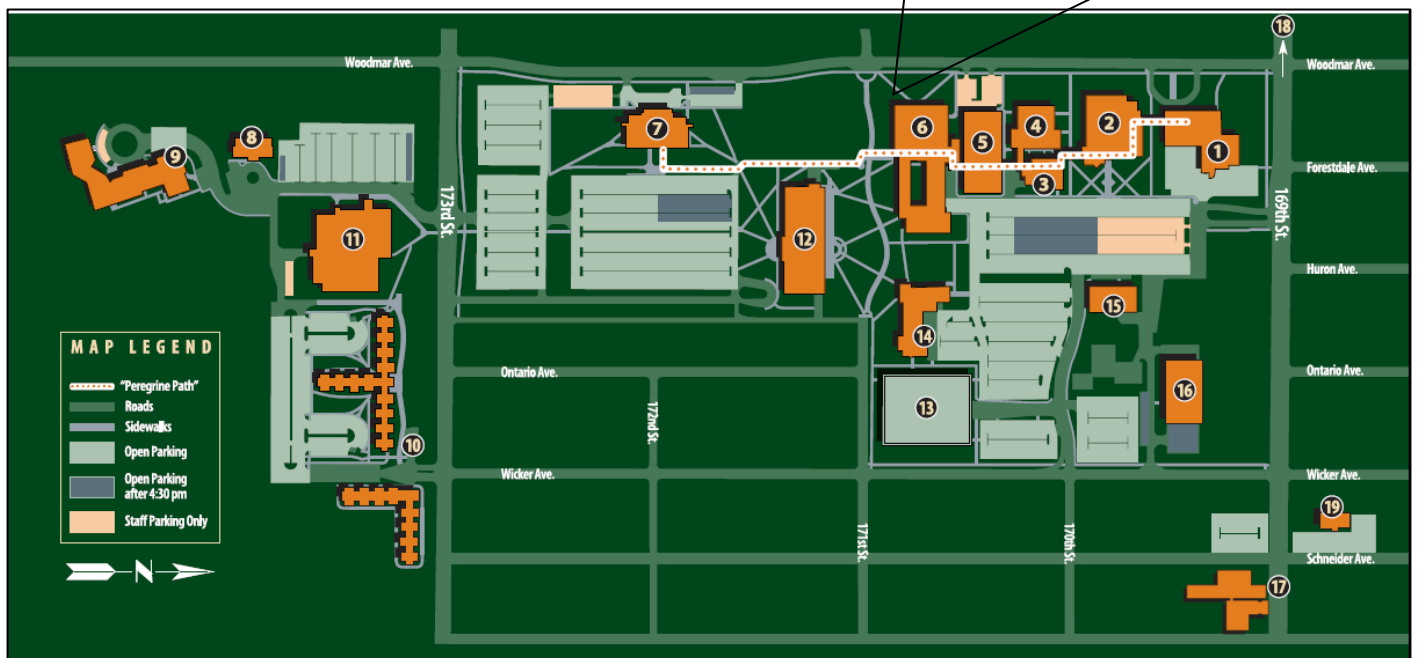 18
Woodmar Ave.
Woodmar Ave.
6
5
4
2
1
7
8
9
3
Forestdale Ave.
173rd St.
169th St.
11
12
Huron Ave.
15
14
MAP LEGEND
"Peregrine Path"
Roads
Sidewalks
Open Parking
Open Parking
after 4:30 pm
Staff Parking Only
N
Ontario Ave.
Ontario Ave.
172nd St.
13
16
10
Wicker Ave.
Wicker Ave.
171st St.
170th St.
19
Schneider Ave.
17